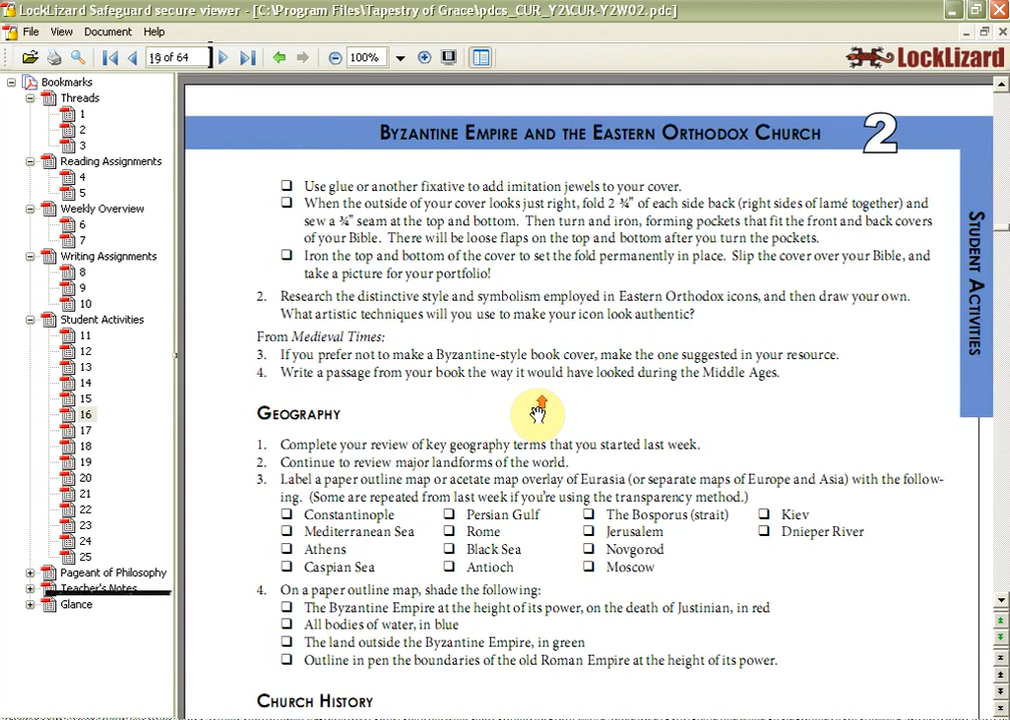 LockLizard Safeguard secure viewer - [C:\Program Files\Tapestry of Grace\pdcs_CUR_Y2\CUR-Y2W02.pdc]
File View Document Help
of 64 100% LOCKLIZARD
Bookmarks
Threads
1
2
3
Reading Assignments
4
5
Weekly Overview
6
7
Writing Assignments
8
9
10
Student Activities
11
12
13
14
15
16
17
18
19
20
21
22
23
24
25
Pageant of Philosophy
Teacher's Notes
Glance
BYZANTINE EMPIRE AND THE EASTERN ORTHODOX CHURCH 2
STUDENT ACTIVITIES
Use glue or another fixative to add imitation jewels to your cover.
When the outside of your cover looks just right, fold 2 ¾" of each side back (right sides of lamé together) and
sew a ¾" seam at the top and bottom. Then turn and iron, forming pockets that fit the front and back covers
of your Bible. There will be loose flaps on the top and bottom after you turn the pockets.
Iron the top and bottom of the cover to set the fold permanently in place. Slip the cover over your Bible, and
take a picture for your portfolio!
2. Research the distinctive style and symbolism employed in Eastern Orthodox icons, and then draw your own.
What artistic techniques will you use to make your icon look authentic?
From Medieval Times:
3. If you prefer not to make a Byzantine-style book cover, make the one suggested in your resource.
4. Write a passage from your book the way it would have looked during the Middle Ages.
GEOGRAPHY
1. Complete your review of key geography terms that you started last week.
2. Continue to review major landforms of the world.
3. Label a paper outline map or acetate map overlay of Eurasia (or separate maps of Europe and Asia) with the follow-
ing. (Some are repeated from last week if you're using the transparency method.)
Constantinople Persian Gulf The Bosporus (strait) Kiev
Mediterranean Sea Rome Jerusalem Dnieper River
Athens Black Sea Novgorod
Caspian Sea Antioch Moscow
4. On a paper outline map, shade the following:
The Byzantine Empire at the height of its power, on the death of Justinian, in red
All bodies of water, in blue
The land outside the Byzantine Empire, in green
Outline in pen the boundaries of the old Roman Empire at the height of its power.
CHURCH HISTORY